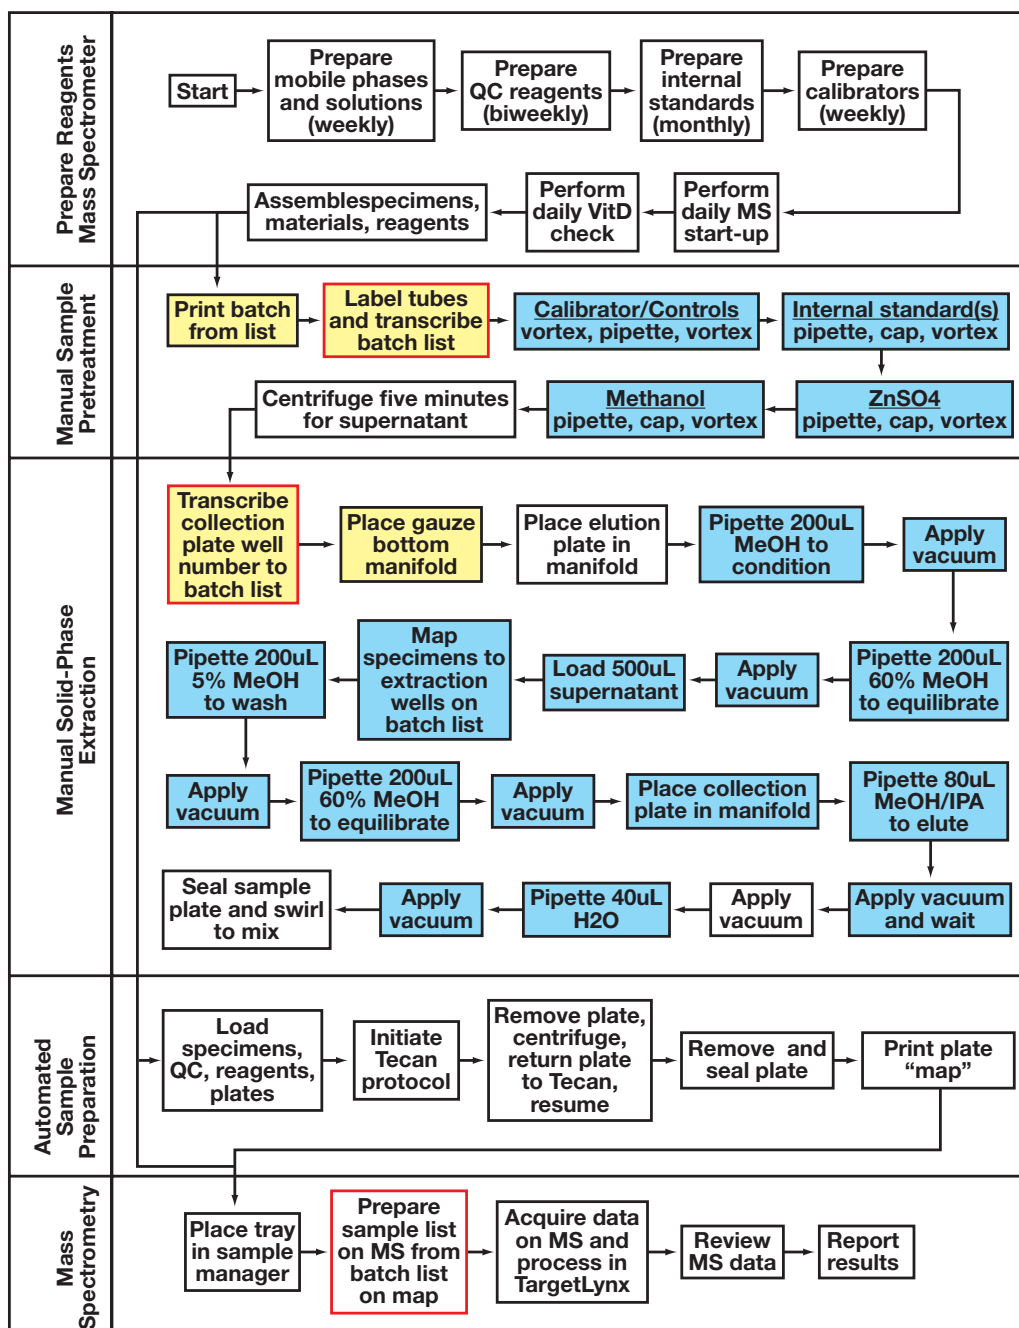 Prepare Reagents
Mass Spectrometer
Start
Prepare
mobile phases
and solutions
(weekly)
Prepare
QC reagents
(biweekly)
Prepare
internal
standards
(monthly)
Prepare
calibrators
(weekly)
Perform
daily MS
start-up
Perform
daily VitD
check
Assemblespecimens,
materials, reagents
Manual Sample
Pretreatment
Print batch
from list
Label tubes
and transcribe
batch list
Calibrator/Controls
vortex, pipette, vortex
Internal standard(s)
pipette, cap, vortex
ZnSO4
pipette, cap, vortex
Methanol
pipette, cap, vortex
Centrifuge five minutes
for supernatant
Manual Solid-Phase
Extraction
Transcribe
collection
plate well
number to
batch list
Place gauze
bottom
manifold
Place elution
plate in
manifold
Pipette 200uL
MeOH to
condition
Apply
vacuum
Pipette 200uL
60% MeOH
to equilibrate
Apply
vacuum
Load 500uL
supernatant
Map
specimens to
extraction
wells on
batch list
Pipette 200uL
5% MeOH
to wash
Apply
vacuum
Pipette 200uL
60% MeOH
to equilibrate
Apply
vacuum
Place collection
plate in manifold
Pipette 80uL
MeOH/IPA
to elute
Apply vacuum
and wait
Apply
vacuum
Pipette 40uL
H2O
Apply
vacuum
Seal sample
plate and swirl
to mix
Automated
Sample
Preparation
Load
specimens,
QC, reagents,
plates
Initiate
Tecan
protocol
Remove plate,
centrifuge,
return plate
to Tecan,
resume
Remove and
seal plate
Print plate
“map”
Mass
Spectrometry
Place tray
in sample
manager
Prepare
sample list
on MS from
batch list
on map
Acquire data
on MS and
process in
TargetLynx
Review
MS data
Report
results